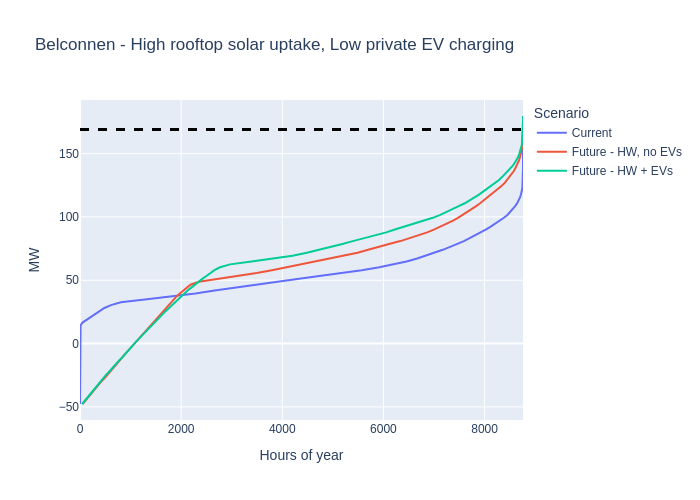 Belconnen - High rooftop solar uptake, Low private EV charging
Scenario
Current
Future - HW, no EVs
Future - HW + EVs
MW
150
100
50
0
−50
0
2000
4000
6000
8000
Hours of year